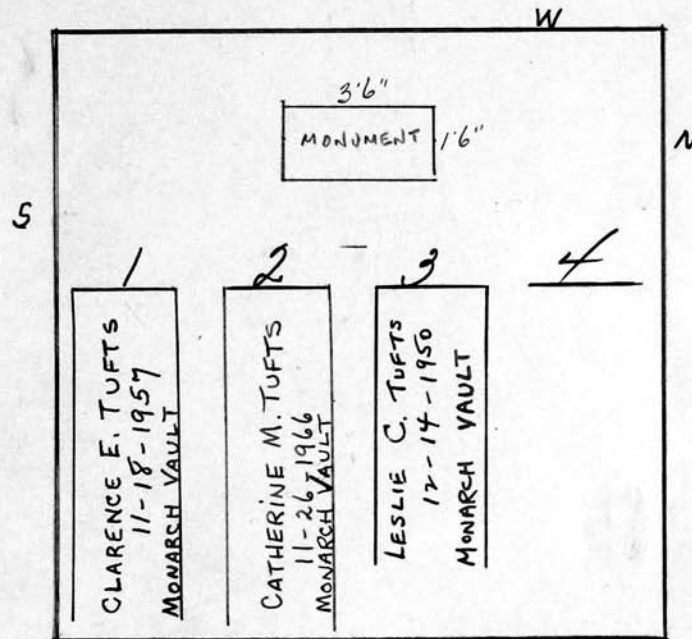 W
3'6"
MONUMENT
1'6"
N
S
1
2
3
4
CLARENCE E. TUFTS
11-18-1957
MONARCH VAULT
CATHERINE M. TUFTS
11-26-1966
MONARCH VAULT
LESLIE C. TUFTS
12-14-1950
MONARCH VAULT